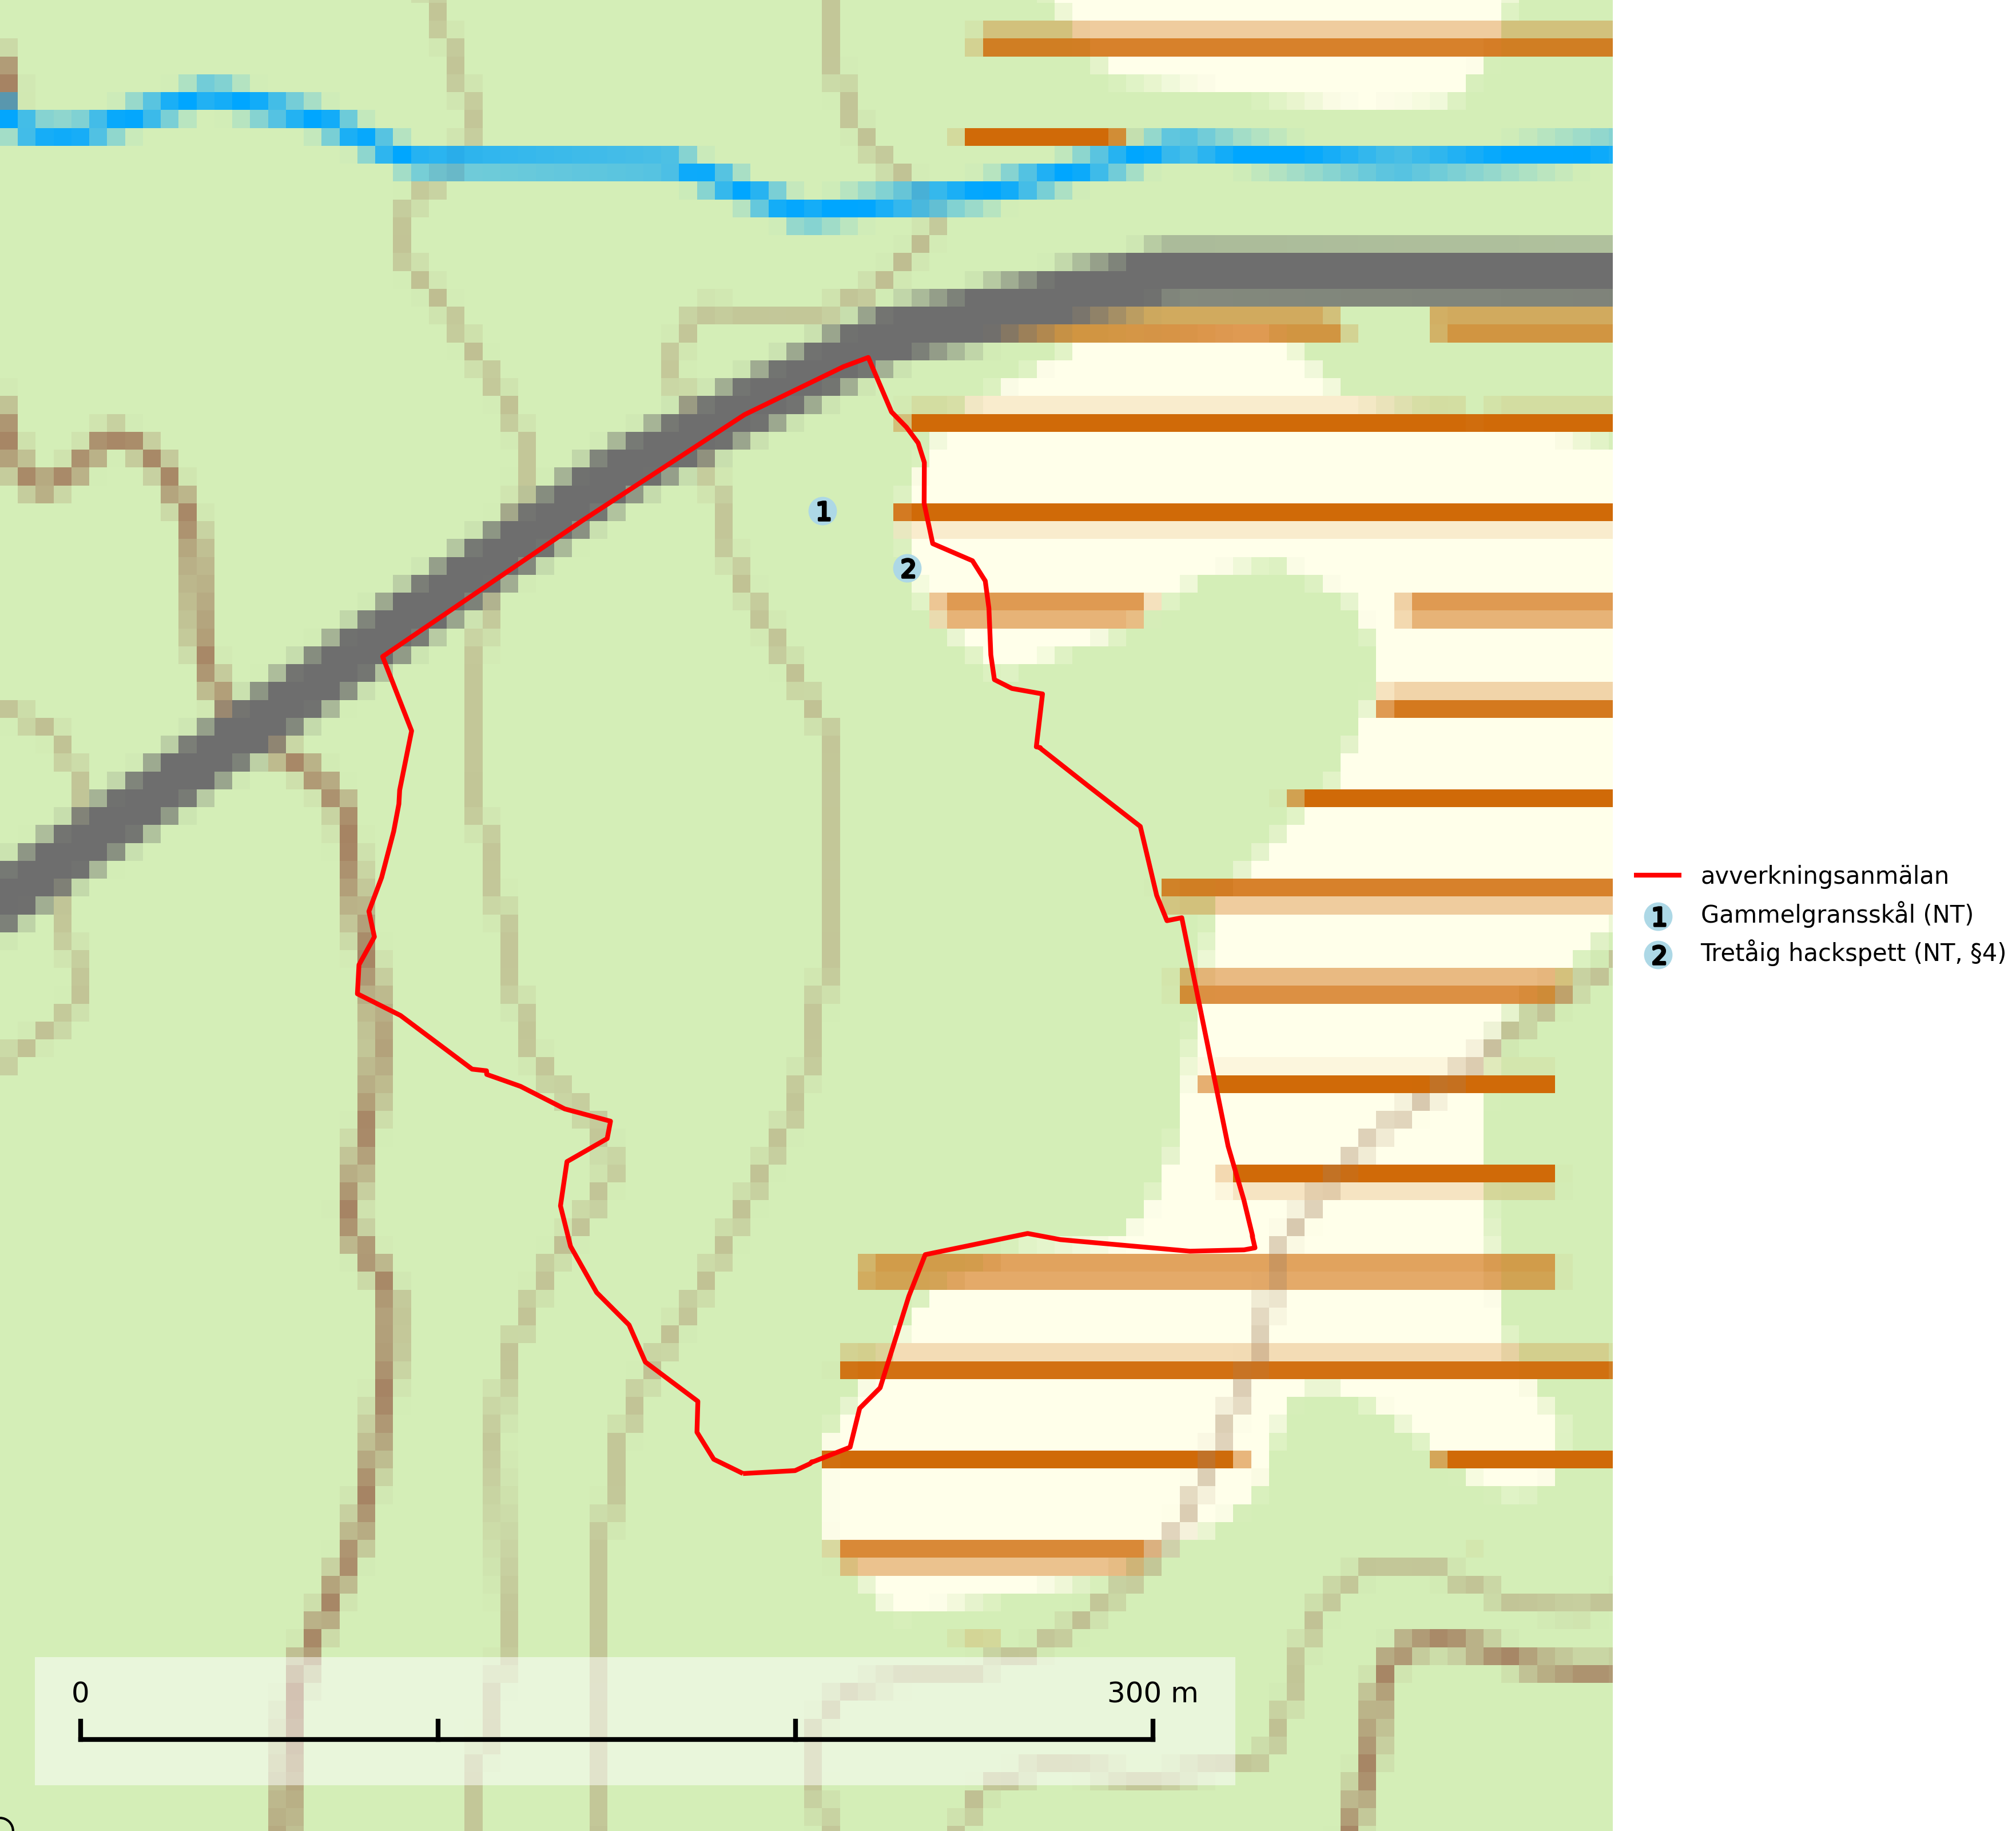 1
2
avverkningsanmälan
1 Gammelgransskål (NT)
2 Tretåig hackspett (NT, §4)
0 300 m